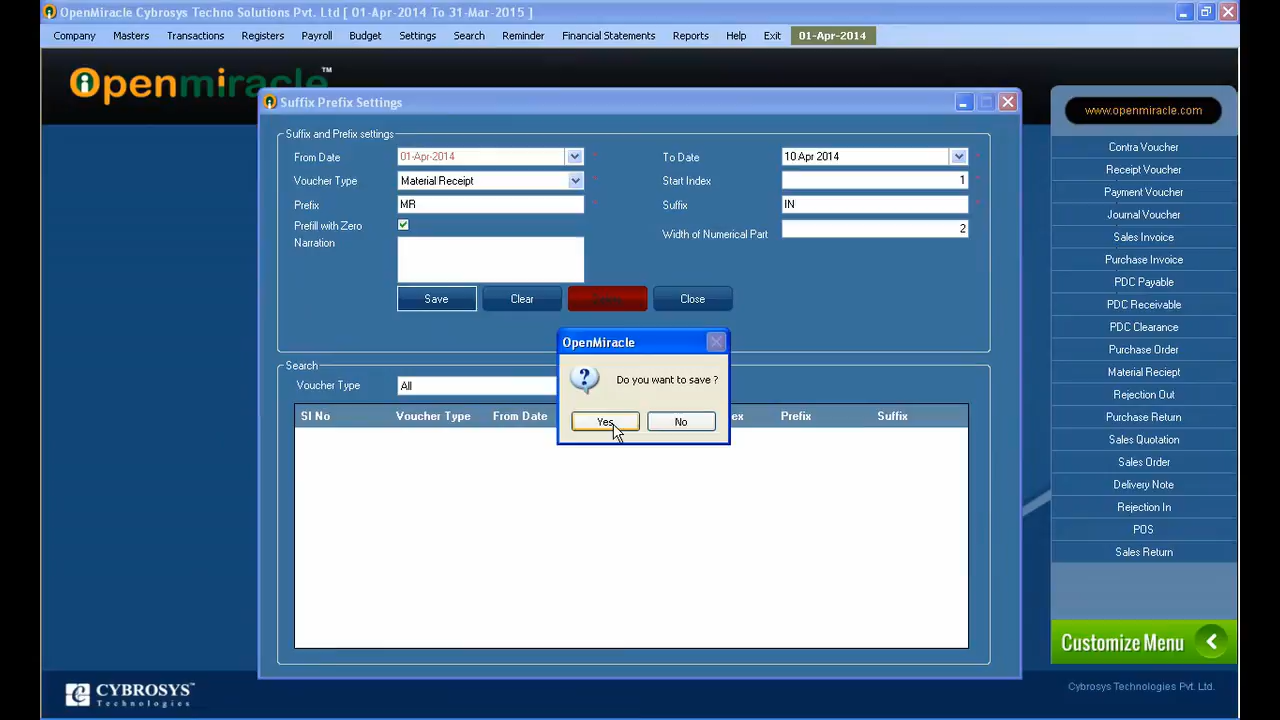 OpenMiracle Cybrosys Techno Solutions Pvt. Ltd [ 01-Apr-2014 To 31-Mar-2015 ]
Company Masters Transactions Registers Payroll Budget Settings Search Reminder Financial Statements Reports Help Exit 01-Apr-2014
Openmiracle™
Suffix Prefix Settings
Suffix and Prefix settings
From Date 01-Apr-2014 * To Date 10 Apr 2014 *
Voucher Type Material Receipt * Start Index 1 *
Prefix MR * Suffix IN *
Prefill with Zero Width of Numerical Part 2
Narration
Save Clear Close
OpenMiracle
Do you want to save ?
Yes No
Search
Voucher Type All
Sl No Voucher Type From Date ex Prefix Suffix
www.openmiracle.com
Contra Voucher
Receipt Voucher
Payment Voucher
Journal Voucher
Sales Invoice
Purchase Invoice
PDC Payable
PDC Receivable
PDC Clearance
Purchase Order
Material Receipt
Rejection Out
Purchase Return
Sales Quotation
Sales Order
Delivery Note
Rejection In
POS
Sales Return
Customize Menu
CYBROSYS™
Technologies
Cybrosys Technologies Pvt. Ltd.